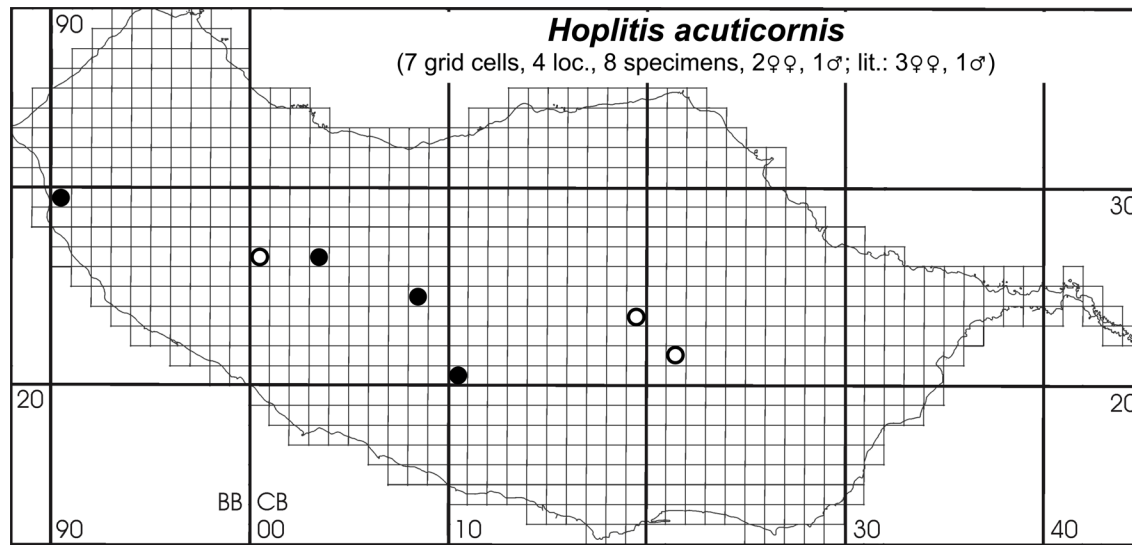 Hoplitis acuticornis
(7 grid cells, 4 loc., 8 specimens, 2♀♀, 1♂; lit.: 3♀♀, 1♂)
90
30
20
20
BB CB
90 00 10 30 40